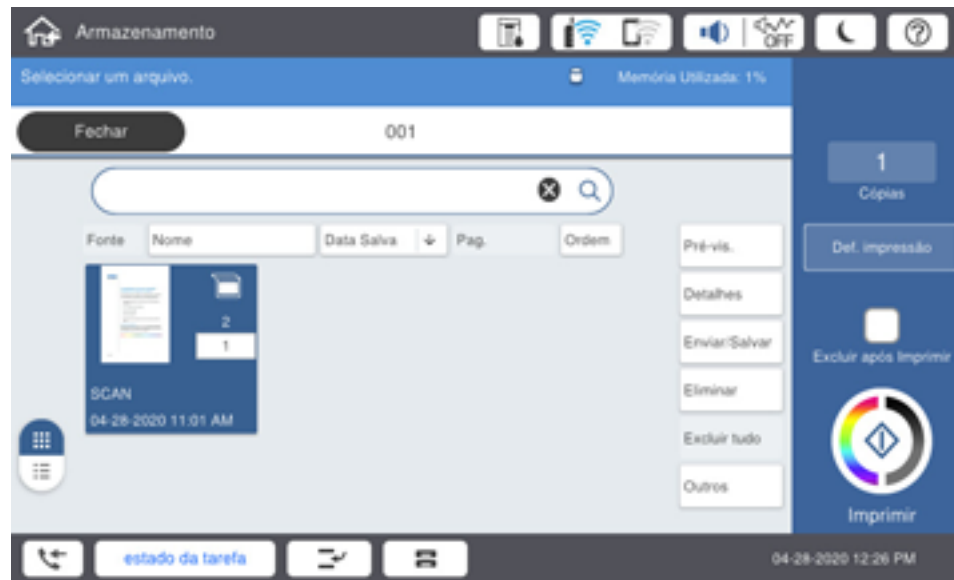 Armazenamento
OFF
Selecionar um arquivo.
Memória Utilizada: 1%
Fechar
001
1
Cópias
Fonte
Nome
Data Salva
Pag.
Ordem
Pré-vis.
Def. impressão
Detalhes
2
1
Enviar/Salvar
Excluir após Imprimir
SCAN
Eliminar
04-28-2020 11:01 AM
Excluir tudo
Outros
Imprimir
estado da tarefa
04-28-2020 12:26 PM